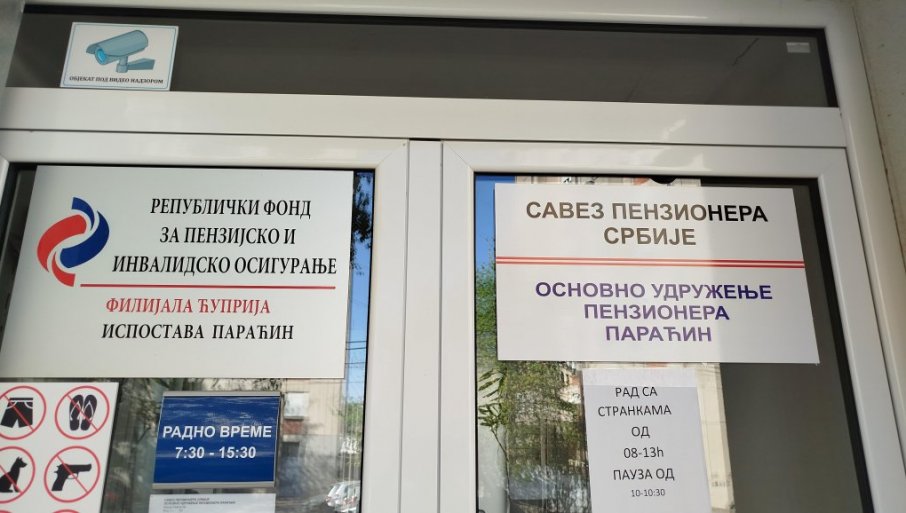 ОБЈЕКАТ ПОД ВИДЕО НАДЗОРОМ
РЕПУБЛИЧКИ ФОНД
ЗА ПЕНЗИЈСКО И
ИНВАЛИДСКО ОСИГУРАЊЕ
ФИЛИЈАЛА ЋУПРИЈА
ИСПОСТАВА ПАРАЋИН
РАДНО ВРЕМЕ
7:30 - 15:30
САВЕЗ ПЕНЗИОНЕРА
СРБИЈЕ
ОСНОВНО УДРУЖЕЊЕ
ПЕНЗИОНЕРА
ПАРАЋИН
РАД СА
СТРАНКАМА
ОД
08-13h
ПАУЗА ОД
10-10:30